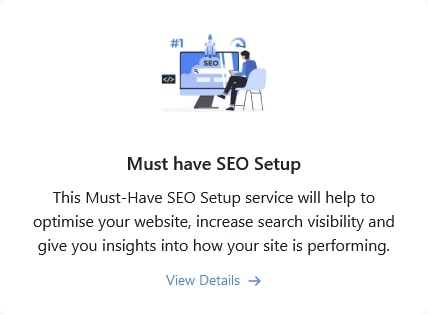 #1
SEO
</>
Must have SEO Setup
This Must-Have SEO Setup service will help to
optimise your website, increase search visibility and
give you insights into how your site is performing.
View Details →